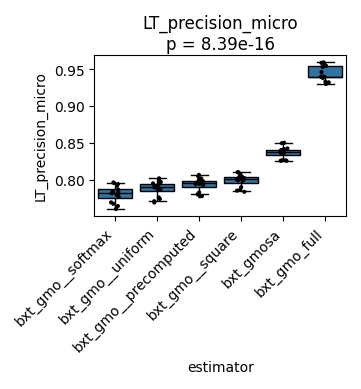 LT_precision_micro
p = 8.39e-16
LT_precision_micro
0.95
0.90
0.85
0.80
bxt_gmo__softmax
bxt_gmo__uniform
bxt_gmo__precomputed
bxt_gmo__square
bxt_gmosa
bxt_gmo_full
estimator